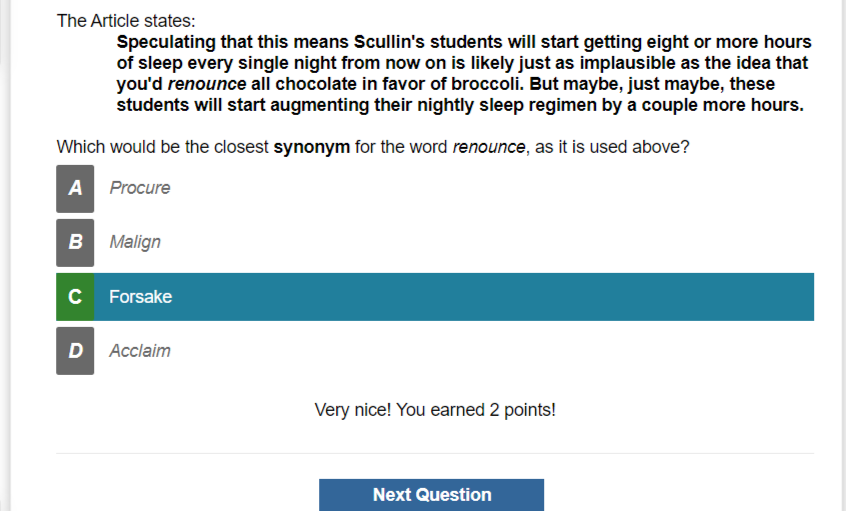 The Article states:
Speculating that this means Scullin's students will start getting eight or more hours
of sleep every single night from now on is likely just as implausible as the idea that
you'd renounce all chocolate in favor of broccoli. But maybe, just maybe, these
students will start augmenting their nightly sleep regimen by a couple more hours.
Which would be the closest synonym for the word renounce, as it is used above?
A Procure
B Malign
C Forsake
D Acclaim
Very nice! You earned 2 points!
Next Question